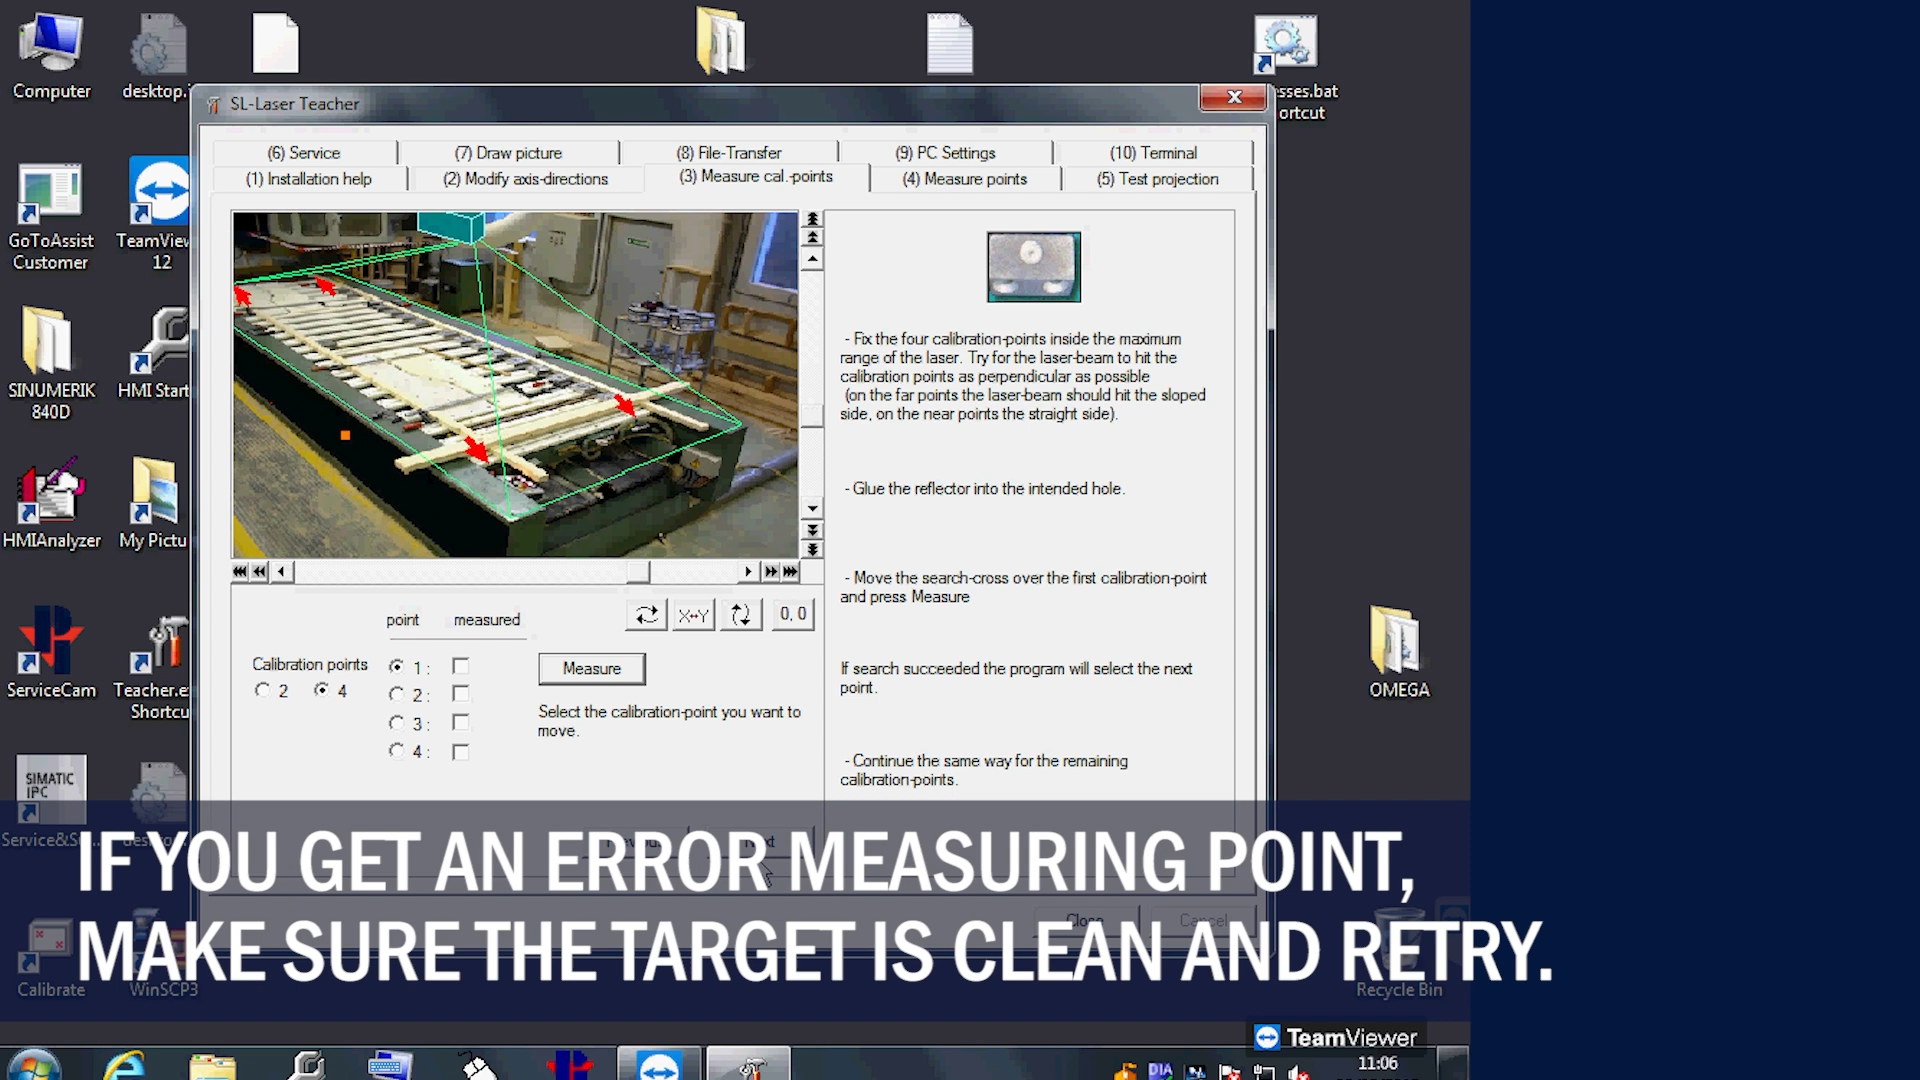 Computer
desktop.
esses.bat
ortcut
SL-Laser Teacher
(6) Service
(7) Draw picture
(8) File-Transfer
(9) PC Settings
(10) Terminal
(1) Installation help
(2) Modify axis-directions
(3) Measure cal.-points
(4) Measure points
(5) Test projection
GoToAssist
Customer
TeamView
12
SINUMERIK
840D
HMI Start
HMIAnalyzer
My Pictu
ServiceCam
Teacher.e
Shortcu
SIMATIC
IPC
Calibrate
WinSCP3
- Fix the four calibration-points inside the maximum
range of the laser. Try for the laser-beam to hit the
calibration points as perpendicular as possible
(on the far points the laser-beam should hit the sloped
side, on the near points the straight side).
- Glue the reflector into the intended hole.
- Move the search-cross over the first calibration-point
and press Measure
If search succeeded the program will select the next
point.
- Continue the same way for the remaining
calibration-points.
point measured
X↔Y
0, 0
Calibration points
2 4
1 :
2 :
3 :
4 :
Measure
Select the calibration-point you want to
move.
Close
Cancel
OMEGA
Recycle Bin
IF YOU GET AN ERROR MEASURING POINT,
MAKE SURE THE TARGET IS CLEAN AND RETRY.
TeamViewer
DIA
11:06